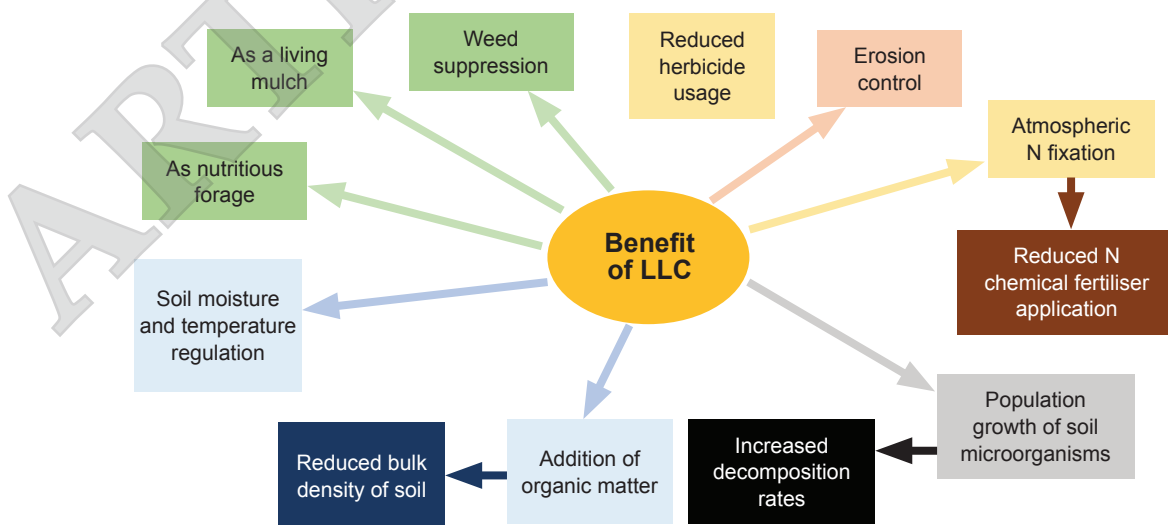 As a living
mulch
Weed
suppression
Reduced
herbicide
usage
Erosion
control
Atmospheric
N fixation
As nutritious
forage
Benefit
of LLC
Reduced N
chemical fertiliser
application
Soil moisture
and temperature
regulation
Population
growth of soil
microorganisms
Reduced bulk
density of soil
Addition of
organic matter
Increased
decomposition
rates
ART